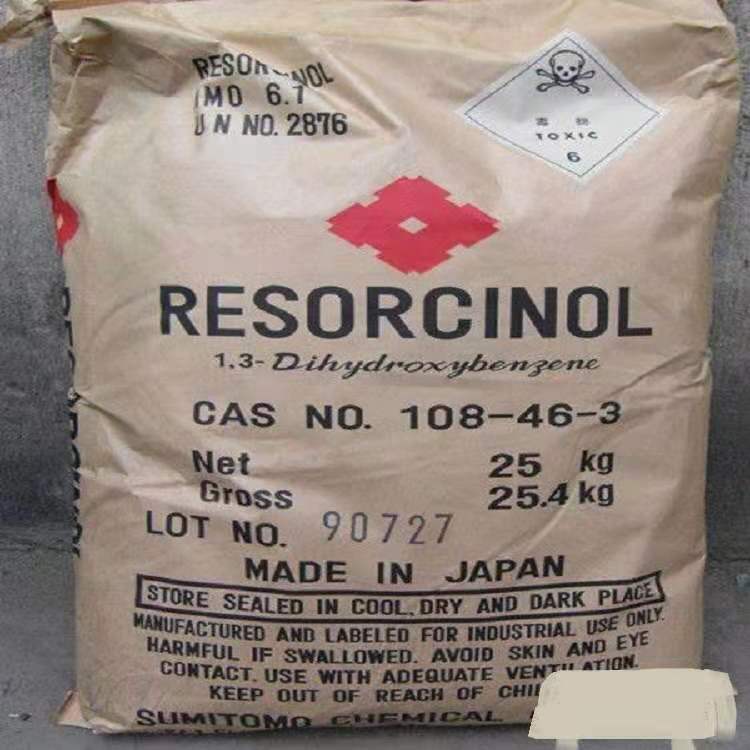 RESORCINOL
IMO 6.1
UN NO. 2876
TOXIC
6
RESORCINOL
1,3-Dihydroxybenzene
CAS NO. 108-46-3
Net 25 kg
Gross 25.4 kg
LOT NO. 90727
MADE IN JAPAN
STORE SEALED IN COOL, DRY AND DARK PLACE
MANUFACTURED AND LABELED FOR INDUSTRIAL USE ONLY.
HARMFUL IF SWALLOWED. AVOID SKIN AND EYE
CONTACT. USE WITH ADEQUATE VENTILATION.
KEEP OUT OF REACH OF
SUMITOMO CHEMICAL